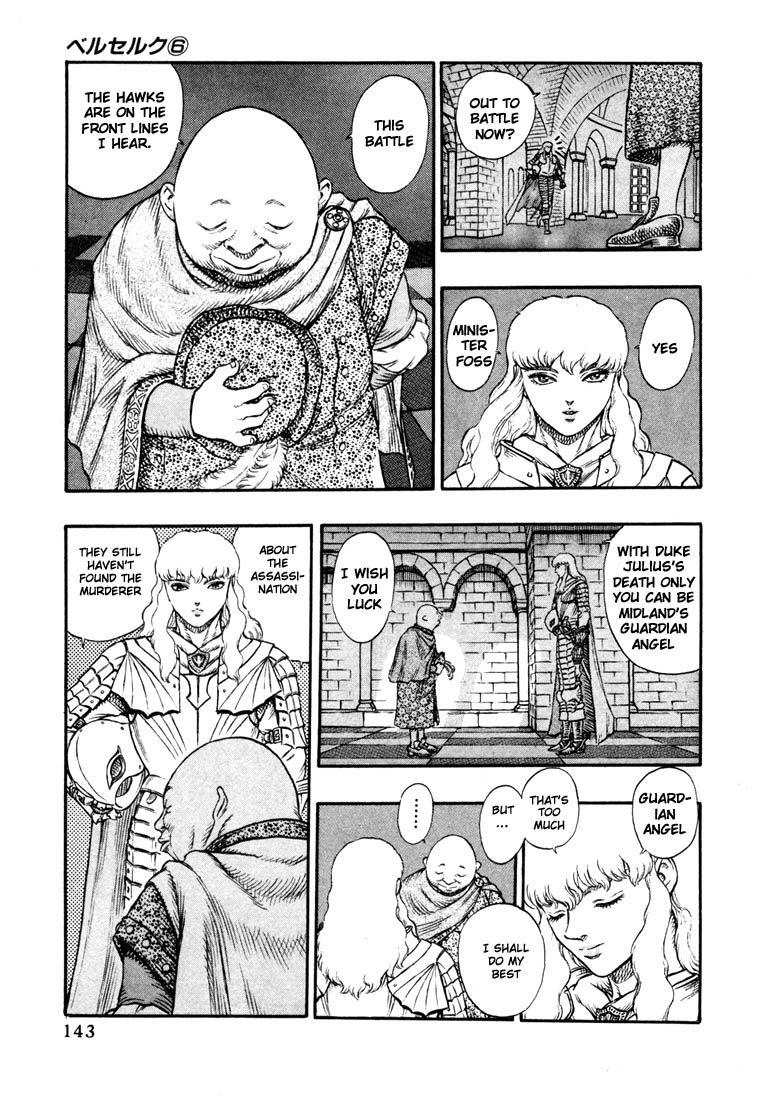 ベルセルク⑥
OUT TO
BATTLE
NOW?
YES
MINIS-
TER
FOSS
THIS
BATTLE
THE HAWKS
ARE ON THE
FRONT LINES
I HEAR.
WITH DUKE
JULIUS'S
DEATH ONLY
YOU CAN BE
MIDLAND'S
GUARDIAN
ANGEL
I WISH
YOU
LUCK
GUARD-
IAN
ANGEL
THAT'S
TOO
MUCH
BUT
...
I SHALL
DO MY
BEST
......
ABOUT
THE
ASSASSI-
NATION
THEY STILL
HAVEN'T
FOUND THE
MURDERER
143